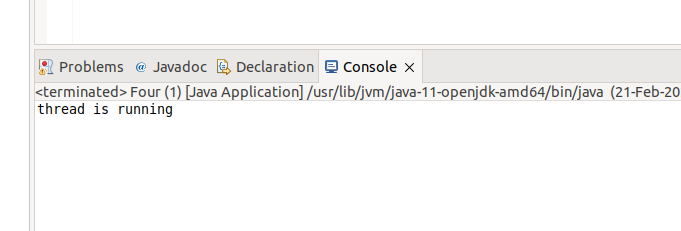 Problems @ Javadoc Declaration Console
<terminated> Four (1) [Java Application] /usr/lib/jvm/java-11-openjdk-amd64/bin/java (21-Feb-20
thread is running